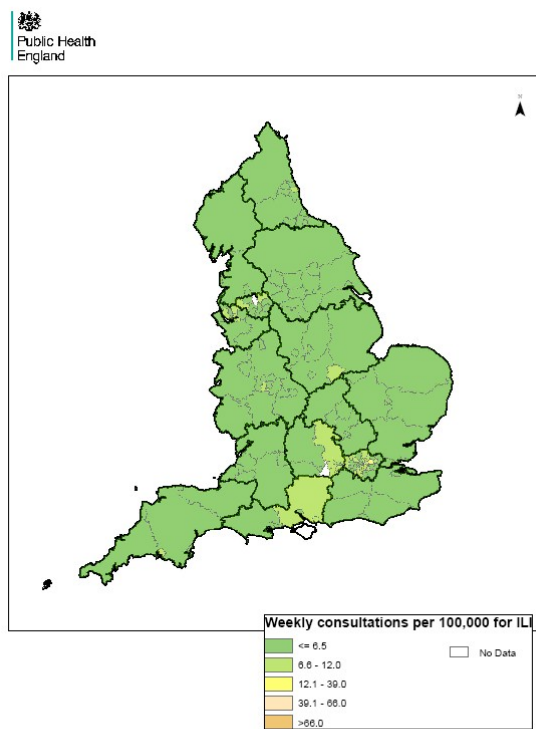 Public Health
England
N
Weekly consultations per 100,000 for ILI
<= 6.5
6.6 - 12.0
12.1 - 39.0
39.1 - 66.0
>66.0
No Data